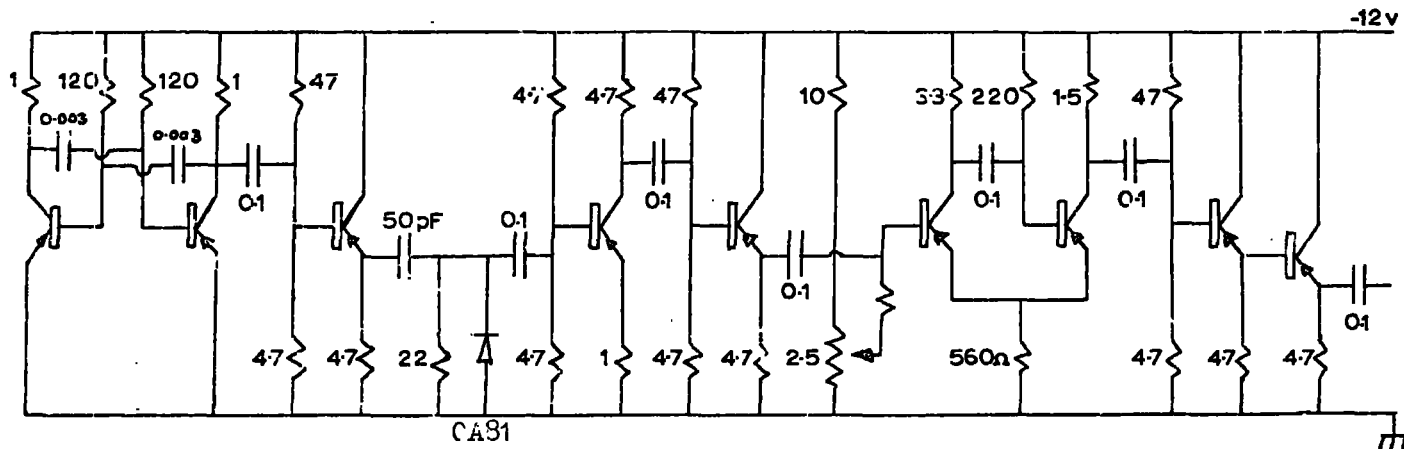 -12v
1 120 120 1 47 4.7 4.7 47 10 3.3 220 1.5 47
0.003 0.003
0.1 0.1 0.1 0.1
50pF 0.1
0.1 0.1
4.7 4.7 22 4.7 1 4.7 4.7 2.5 560Ω 4.7 4.7 4.7
OA81